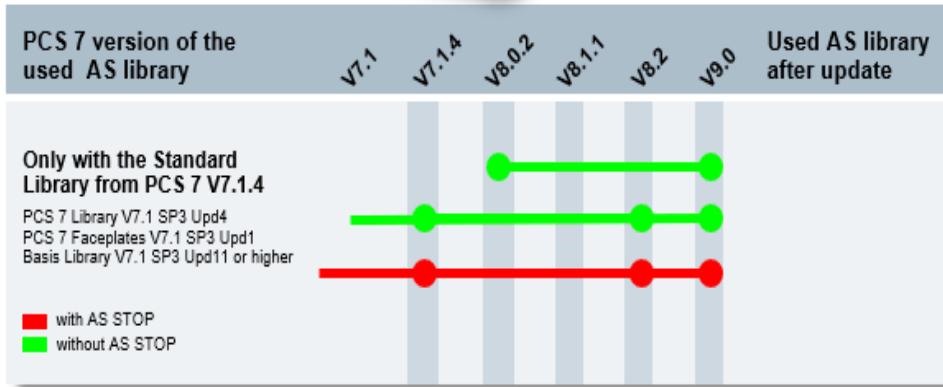 PCS 7 version of the
used AS library
V7.1
V7.1.4
V8.0.2
V8.1.1
V8.2
V9.0
Used AS library
after update
Only with the Standard
Library from PCS 7 V7.1.4
PCS 7 Library V7.1 SP3 Upd4
PCS 7 Faceplates V7.1 SP3 Upd1
Basis Library V7.1 SP3 Upd11 or higher
with AS STOP
without AS STOP